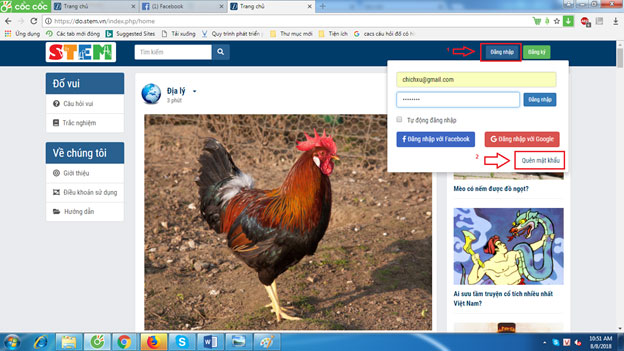 cốc cốc
Trang chủ
(1) Facebook
Trang chủ
https://do.stem.vn/index.php/home
Ứng dụng
Các tab mới đóng
Suggested Sites
Tải xuống
Quy trình phát triển
Thư mục mới
Tiện ích
cacs câu hỏi đố có th
Thư mục khác
STEM
Tìm kiếm
1
Đăng nhập
Đăng ký
Đố vui
Câu hỏi vui
Trắc nghiệm
Về chúng tôi
Giới thiệu
Điều khoản sử dụng
Hướng dẫn
Địa lý
3 phút
chichxu@gmail.com
Đăng nhập
Tự động đăng nhập
Đăng nhập với Facebook
Đăng nhập với Google
2
Quên mật khẩu
Mèo có nếm được đồ ngọt?
Ai sưu tầm truyện cổ tích nhiều nhất
Việt Nam?
10:51 AM
8/8/2018